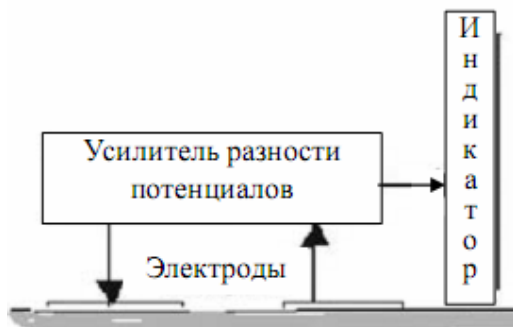 Усилитель разности
потенциалов
Электроды
Индикатор